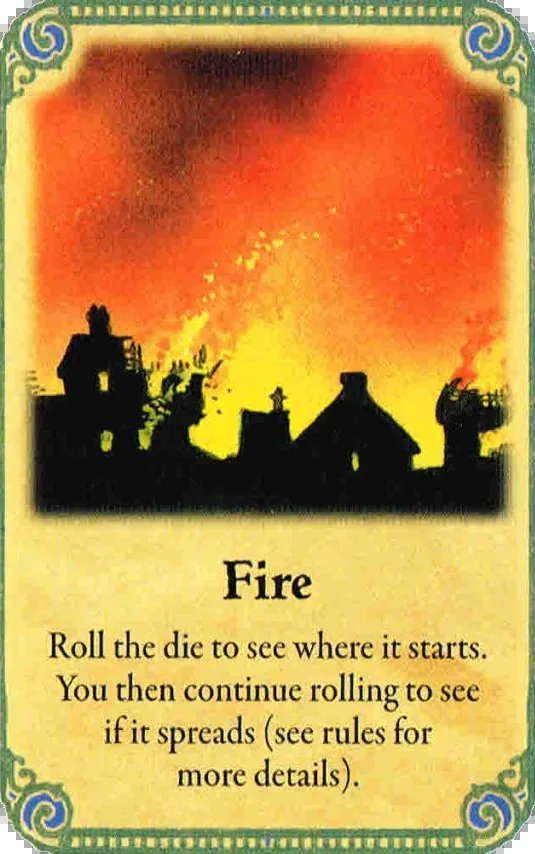 Fire
Roll the die to see where it starts.
You then continue rolling to see
if it spreads (see rules for
more details).